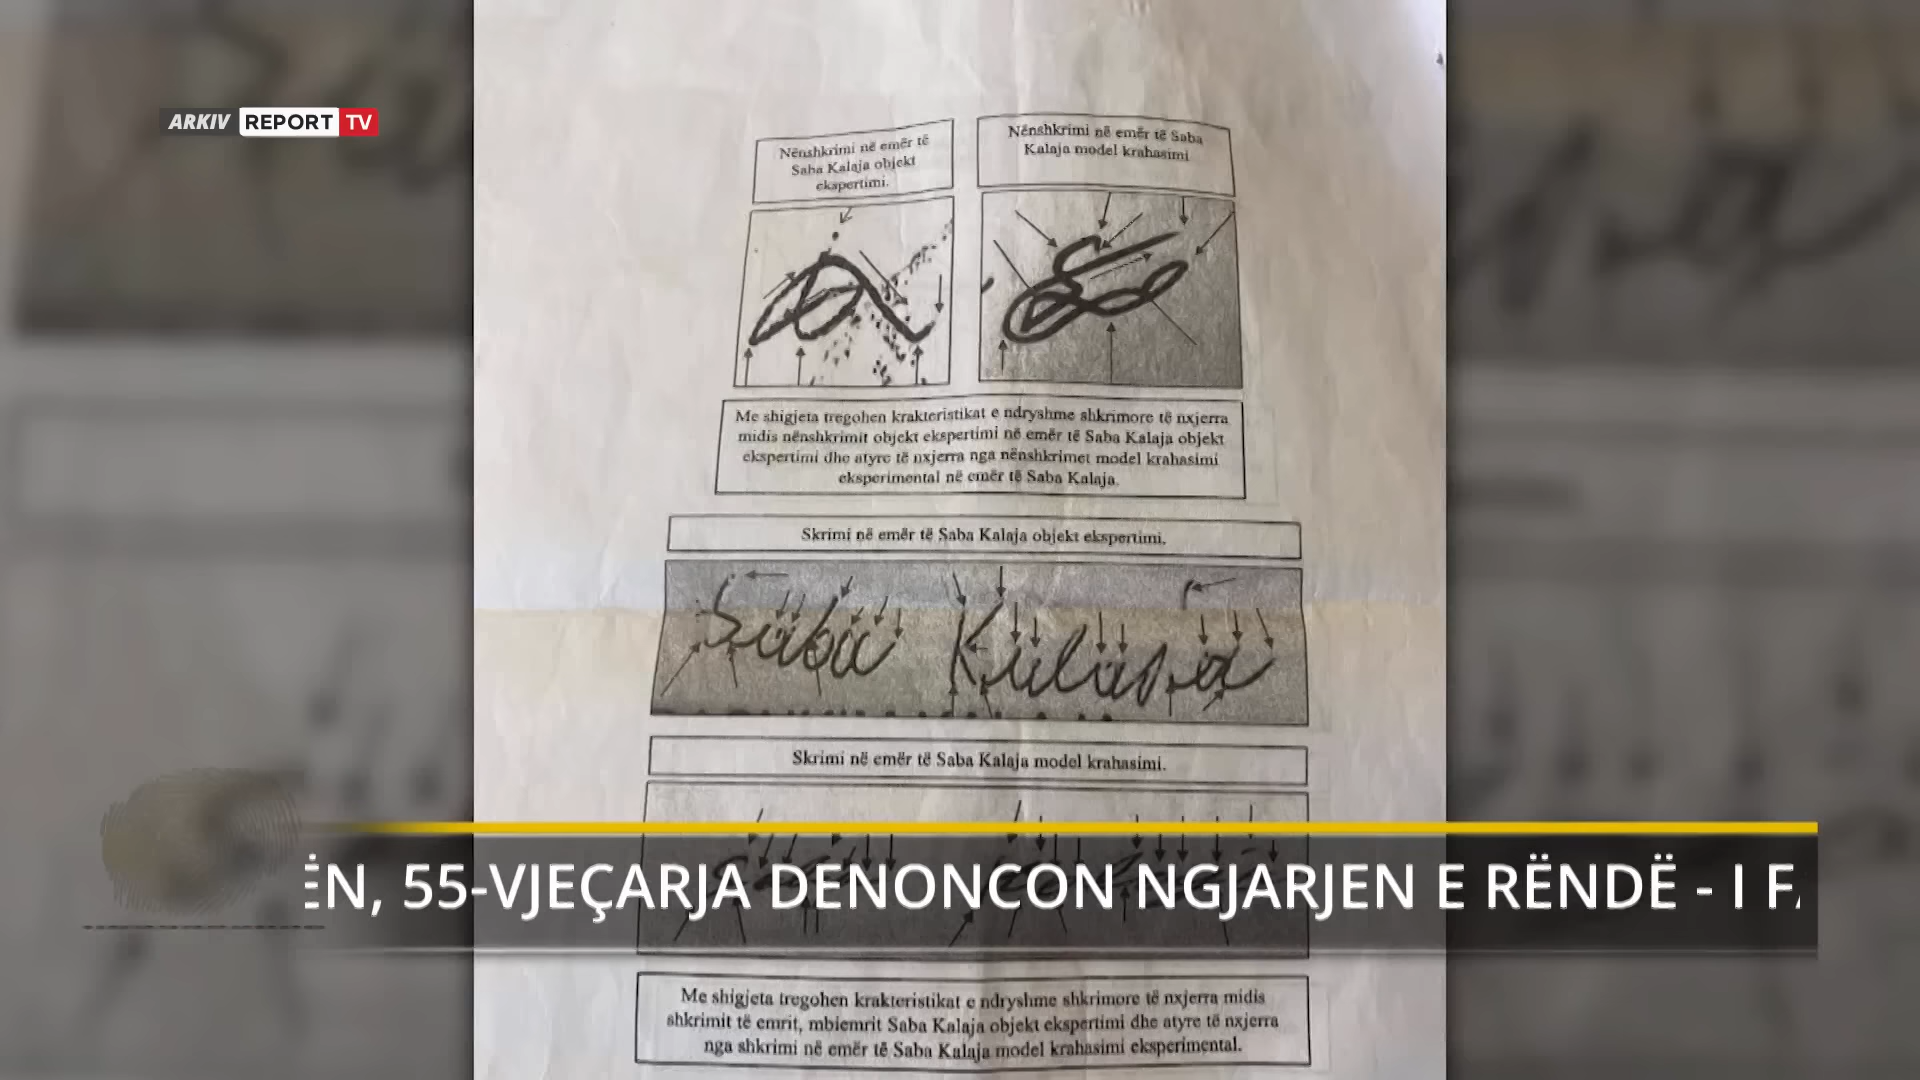 ARKIV REPORT TV
Nënshkrimi në emër të
Saba Kalaja objekt
ekspertimi.
Nënshkrimi në emër të Saba
Kalaja model krahasimi
Me shigjeta tregohen krakteristikat e ndryshme shkrimore të nxjerra
midis nënshkrimit objekt ekspertimi në emër të Saba Kalaja objekt
ekspertimi dhe atyre të nxjerra nga nënshkrimet model krahasimi
eksperimental në emër të Saba Kalaja.
Skrimi në emër të Saba Kalaja objekt ekspertimi,
Saba Kalaja
Skrimi në emër të Saba Kalaja model krahasimi.
ËN, 55-VJEÇARJA DENONCON NGJARJEN E RËNDË - I
Me shigjeta tregohen krakteristikat e ndryshme shkrimore të nxjerra midis
shkrimit të emrit, mbiemrit Saba Kalaja objekt ekspertimi dhe atyre të nxjerra
nga shkrimi në emër të Saba Kalaja model krahasimi eksperimental.